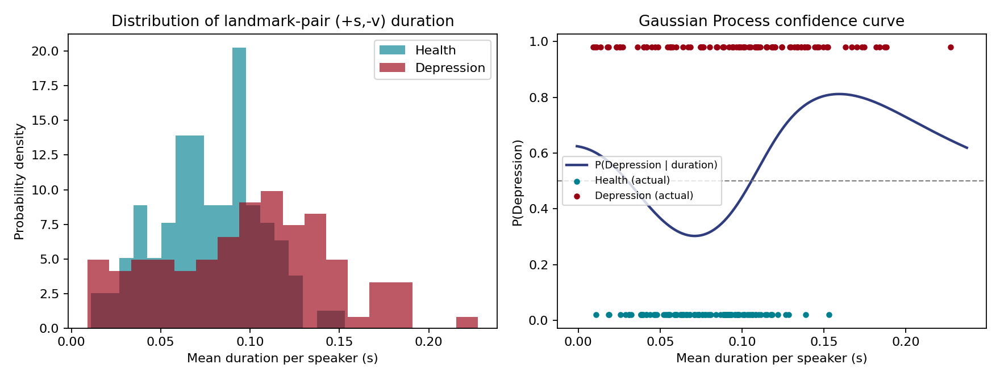 Distribution of landmark-pair (+s,-v) duration
Probability density
20.0
17.5
15.0
12.5
10.0
7.5
5.0
2.5
0.0
Health
Depression
0.00
0.05
0.10
0.15
0.20
Mean duration per speaker (s)
Gaussian Process confidence curve
P(Depression)
1.0
0.8
0.6
0.4
0.2
0.0
P(Depression | duration)
Health (actual)
Depression (actual)
0.00
0.05
0.10
0.15
0.20
Mean duration per speaker (s)